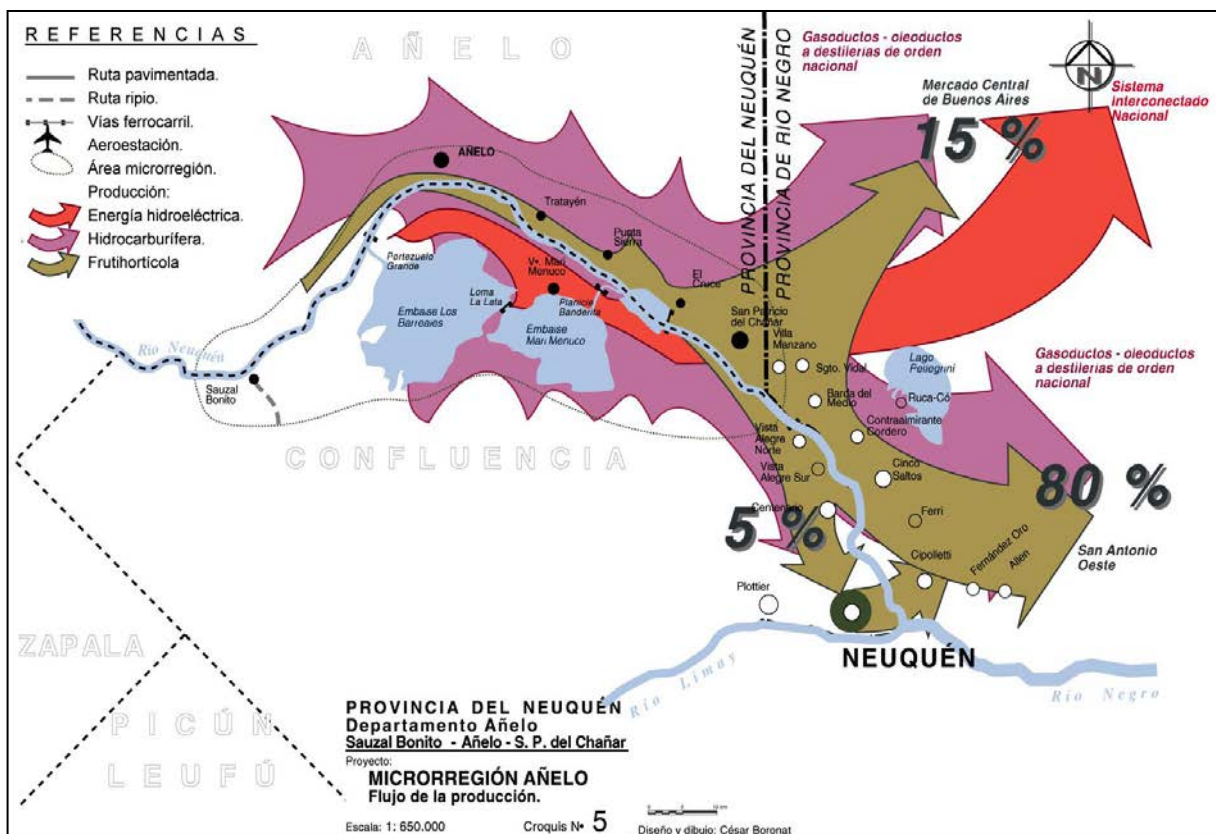 REFERENCIAS
Ruta pavimentada.
Ruta ripio.
Vías ferrocarril.
Aeroestación.
Área microrregión.
Producción:
Energía hidroeléctrica.
Hidrocarburífera.
Frutihortícola
AÑELO
PROVINCIA DEL NEUQUÉN
PROVINCIA DE RIO NEGRO
Gasoductos - oleoductos
a destilerias de orden
nacional
Mercado Central
de Buenos Aires
15 %
N
Sistema
interconectado
Nacional
AÑELO
Tratayén
Punta
Sierra
El
Cruce
San Patricio
del Chañar
Portezuelo
Grande
Embalse Los
Barreales
Loma
La Lata
Vª. Mari
Menuco
Planicie
Banderita
Embalse
Mari Menuco
Río Neuquén
Sauzal
Bonito
CONFLUENCIA
Villa
Manzano
Sgto. Vidal
Barda del
Medio
Lago
Pellegrini
Ruca-Có
Contraalmirante
Cordero
Vista
Alegre
Norte
Vista
Alegre Sur
Cinco
Saltos
Centenario
Ferri
Cipolletti
Fernández Oro
Allen
Gasoductos - oleoductos
a destilerias de orden
nacional
80 %
5 %
San Antonio
Oeste
Plottier
NEUQUÉN
Río Limay
Río Negro
ZAPALA
PICÚN
LEUFÚ
PROVINCIA DEL NEUQUÉN
Departamento Añelo
Sauzal Bonito - Añelo - S. P. del Chañar
Proyecto:
MICRORREGIÓN AÑELO
Flujo de la producción.
Escala: 1: 650.000
Croquis Nº 5
Diseño y dibujo: César Boronat